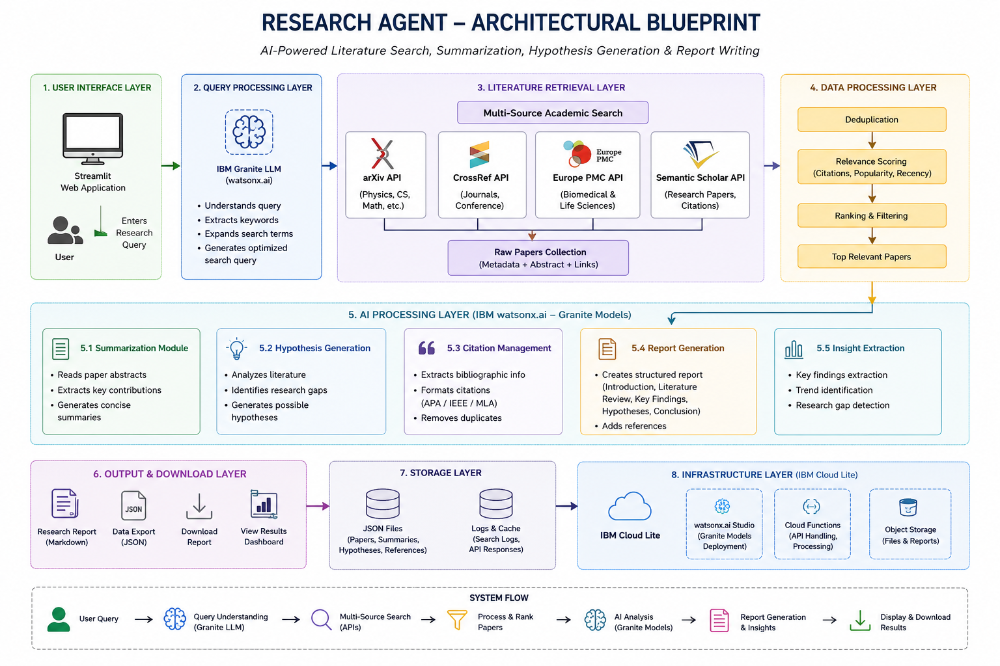 RESEARCH AGENT – ARCHITECTURAL BLUEPRINT
AI-Powered Literature Search, Summarization, Hypothesis Generation & Report Writing
1. USER INTERFACE LAYER
Streamlit
Web Application
Enters
Research
Query
User
2. QUERY PROCESSING LAYER
IBM Granite LLM
(watsonx.ai)
• Understands query
• Extracts keywords
• Expands search terms
• Generates optimized
search query
3. LITERATURE RETRIEVAL LAYER
Multi-Source Academic Search
arXiv API
(Physics, CS,
Math, etc.)
CrossRef API
(Journals,
Conference)
Europe
PMC
Europe PMC API
(Biomedical &
Life Sciences)
Semantic Scholar API
(Research Papers,
Citations)
Raw Papers Collection
(Metadata + Abstract + Links)
4. DATA PROCESSING LAYER
Deduplication
Relevance Scoring
(Citations, Popularity, Recency)
Ranking & Filtering
Top Relevant Papers
5. AI PROCESSING LAYER (IBM watsonx.ai – Granite Models)
5.1 Summarization Module
• Reads paper abstracts
• Extracts key contributions
• Generates concise
summaries
5.2 Hypothesis Generation
• Analyzes literature
• Identifies research gaps
• Generates possible
hypotheses
5.3 Citation Management
• Extracts bibliographic info
• Formats citations
(APA / IEEE / MLA)
• Removes duplicates
5.4 Report Generation
• Creates structured report
(Introduction, Literature
Review, Key Findings,
Hypotheses, Conclusion)
• Adds references
5.5 Insight Extraction
• Key findings extraction
• Trend identification
• Research gap detection
6. OUTPUT & DOWNLOAD LAYER
Research Report
(Markdown)
JSON
Data Export
(JSON)
Download
Report
View Results
Dashboard
7. STORAGE LAYER
JSON Files
(Papers, Summaries,
Hypotheses, References)
Logs & Cache
(Search Logs,
API Responses)
8. INFRASTRUCTURE LAYER (IBM Cloud Lite)
IBM Cloud Lite
watsonx.ai Studio
(Granite Models
Deployment)
Cloud Functions
(API Handling,
Processing)
Object Storage
(Files & Reports)
SYSTEM FLOW
User Query
Query Understanding
(Granite LLM)
Multi-Source Search
(APIs)
Process & Rank
Papers
AI Analysis
(Granite Models)
Report Generation
& Insights
Display & Download
Results